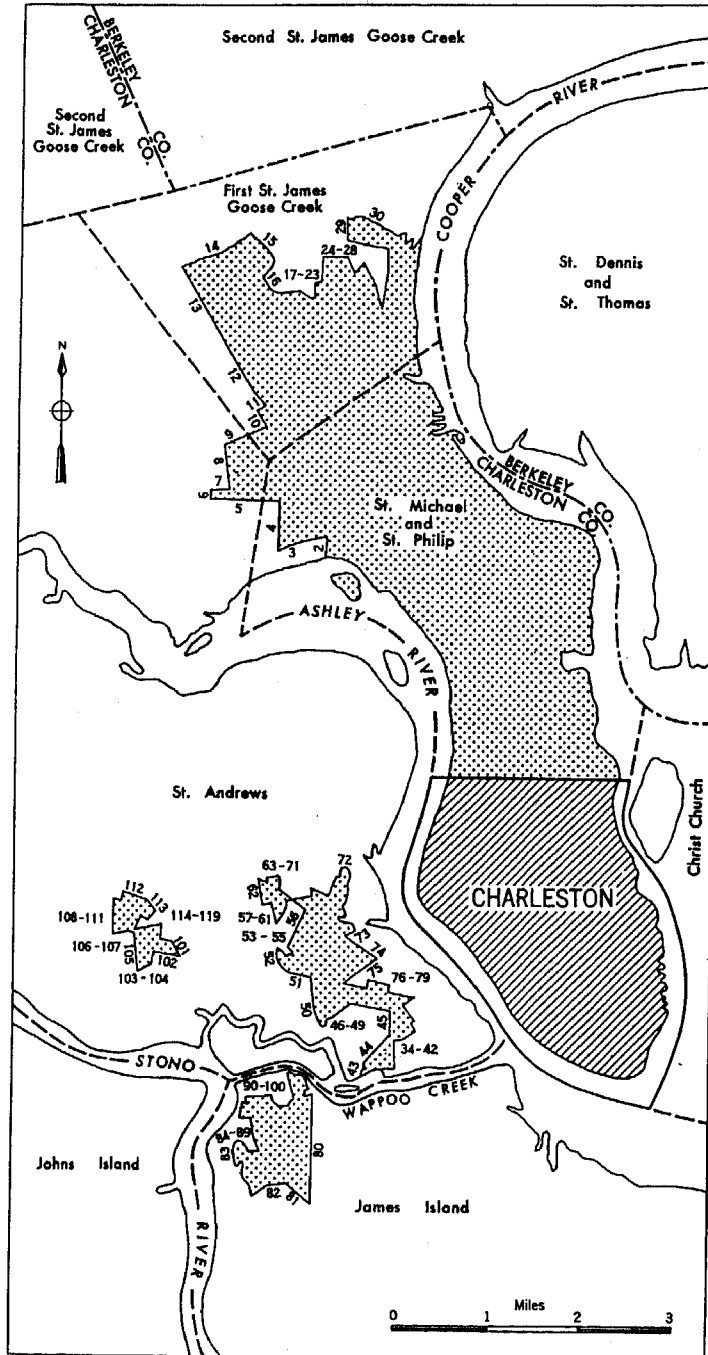 Second St. James Goose Creek
BERKELEY CO.
CHARLESTON CO.
Second
St. James
Goose Creek
COOPER RIVER
First St. James
Goose Creek
St. Dennis
and
St. Thomas
30
29
24-28
17-23
16
15
14
13
12
11
10
9
8
7
6
5
4
3
2
N
BERKELEY CO.
CHARLESTON CO.
St. Michael
and
St. Philip
ASHLEY RIVER
St. Andrews
Christ Church
CHARLESTON
72
63-71
62
57-61
56
53-55
52
51
50
73
74
75
76-79
46-49
45
44
43
34-42
112
113
108-111
114-119
106-107
105
101
102
103-104
STONO RIVER
WAPPOO CREEK
90-100
84-89
83
82
81
80
Johns Island
James Island
Miles
0 1 2 3